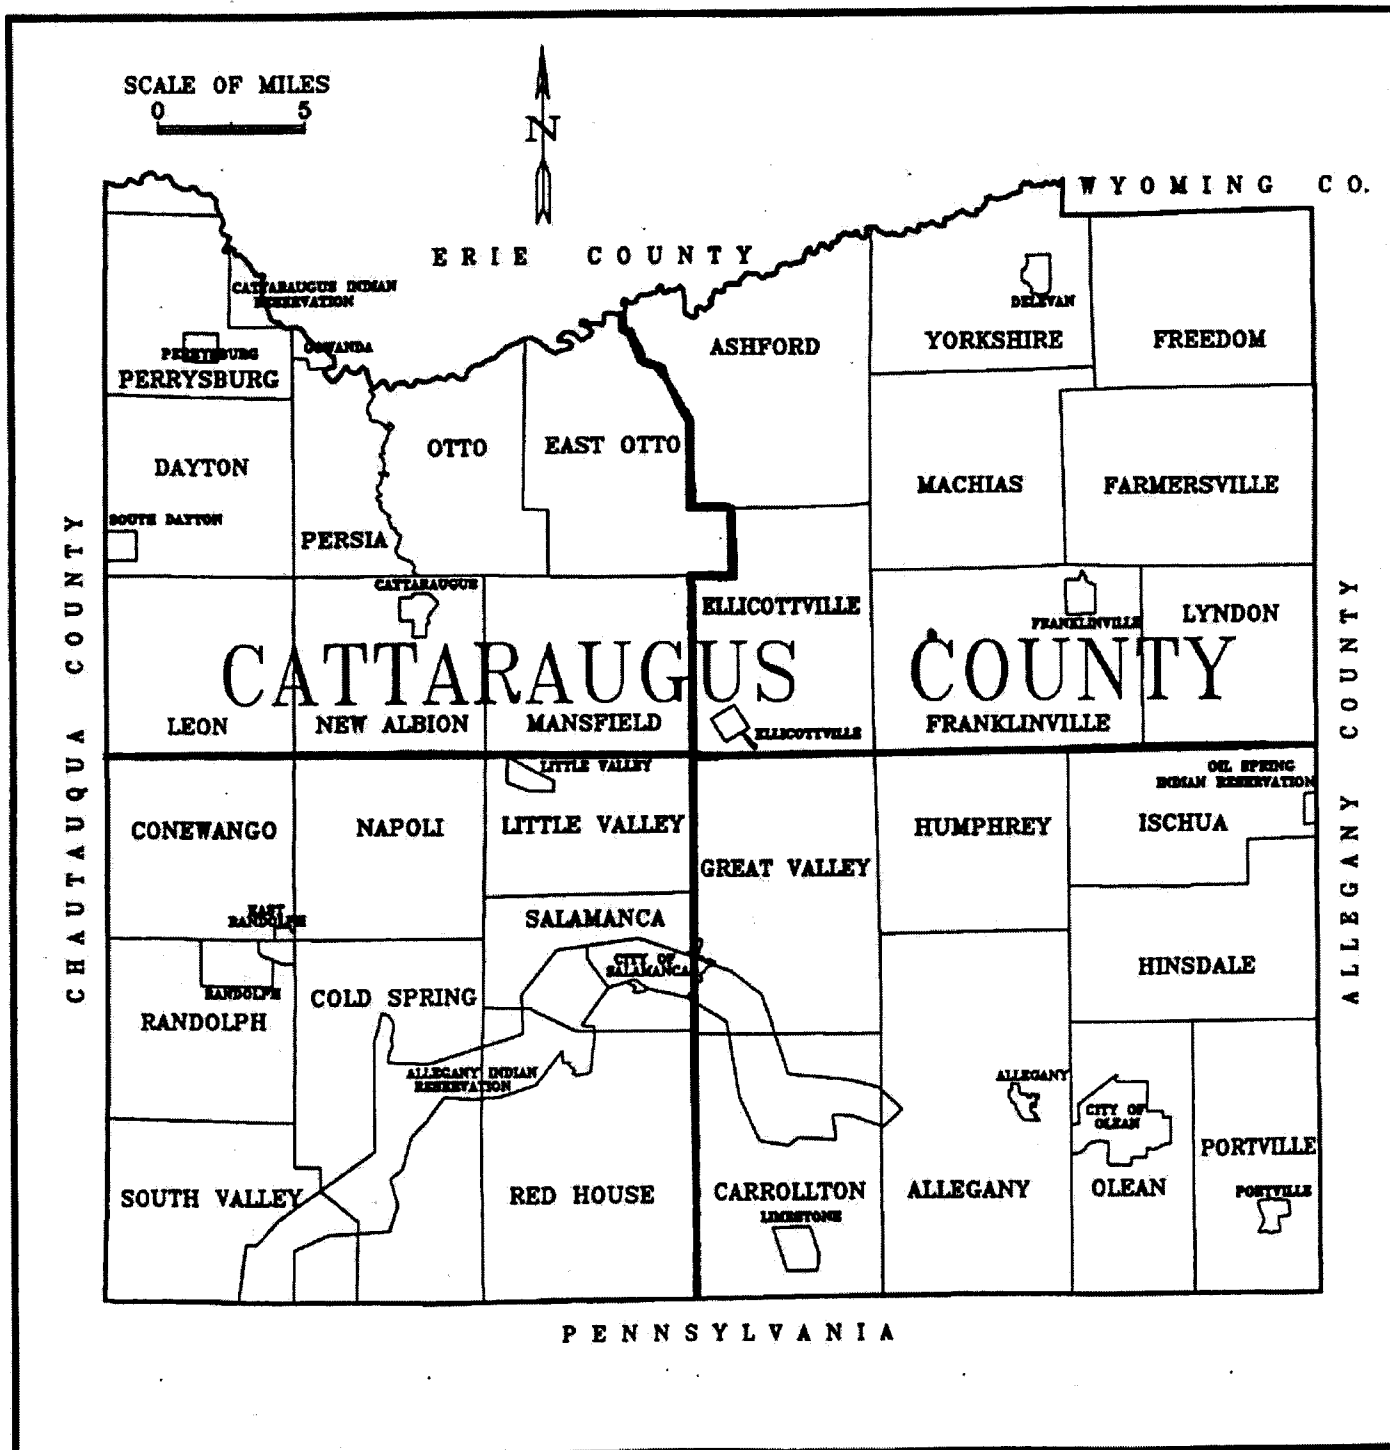 SCALE OF MILES
0 5
N
WYOMING CO.
ERIE COUNTY
CATTARAUGUS INDIAN
RESERVATION
DELEVAN
PERRYSBURG
GOWANDA
ASHFORD
YORKSHIRE
FREEDOM
PERRYSBURG
OTTO
EAST OTTO
DAYTON
MACHIAS
FARMERSVILLE
SOUTH DAYTON
PERSIA
CATTARAUGUS
ELLICOTTVILLE
FRANKLINVILLE
LYNDON
CATTARAUGUS COUNTY
LEON
NEW ALBION
MANSFIELD
ELLICOTTVILLE
FRANKLINVILLE
CHAUTAUQUA COUNTY
ALLEGANY COUNTY
LITTLE VALLEY
OIL SPRING
INDIAN RESERVATION
CONEWANGO
NAPOLI
LITTLE VALLEY
HUMPHREY
ISCHUA
GREAT VALLEY
EAST
RANDOLPH
SALAMANCA
CITY OF
SALAMANCA
HINSDALE
RANDOLPH
COLD SPRING
RANDOLPH
ALLEGANY INDIAN
RESERVATION
ALLEGANY
CITY OF
OLEAN
PORTVILLE
SOUTH VALLEY
RED HOUSE
CARROLLTON
ALLEGANY
OLEAN
PORTVILLE
LIMESTONE
PENNSYLVANIA